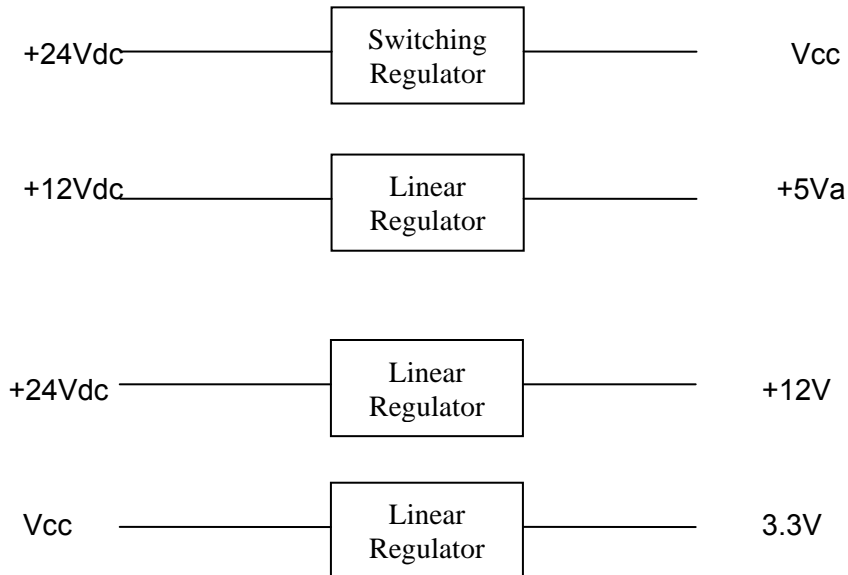 +24Vdc
Switching
Regulator
Vcc
+12Vdc
Linear
Regulator
+5Va
+24Vdc
Linear
Regulator
+12V
Vcc
Linear
Regulator
3.3V